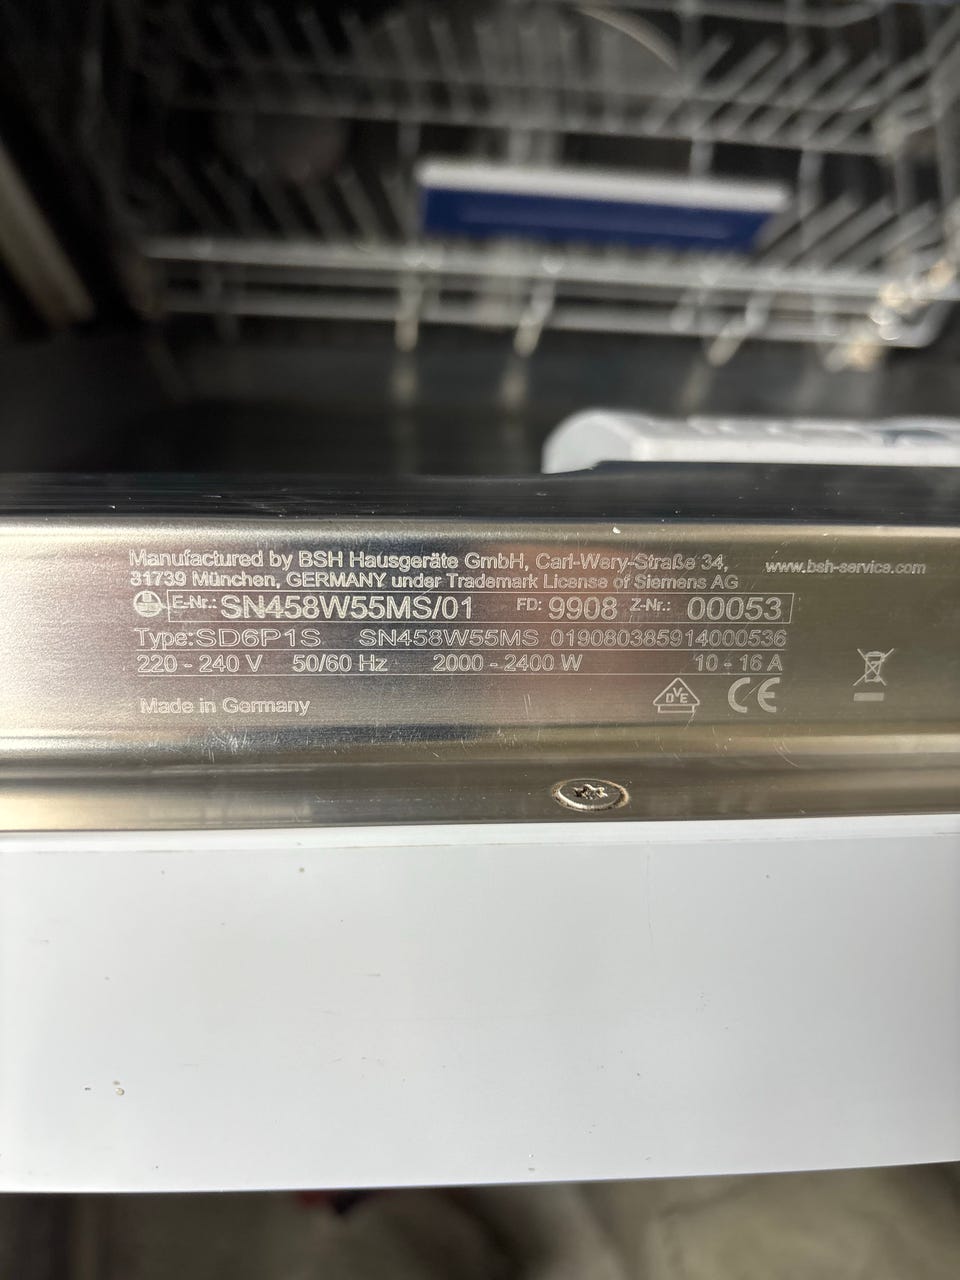 Manufactured by BSH Hausgeräte GmbH, Carl-Wery-Straße 34,
31739 München, GERMANY under Trademark License of Siemens AG
www.bsh-service.com
E-Nr.: SN458W55MS/01 FD: 9908 Z-Nr.: 00053
Type: SD6P1S SN458W55MS 019080385914000536
220 - 240 V 50/60 Hz 2000 - 2400 W 10 - 16 A
Made in Germany
DVE CE